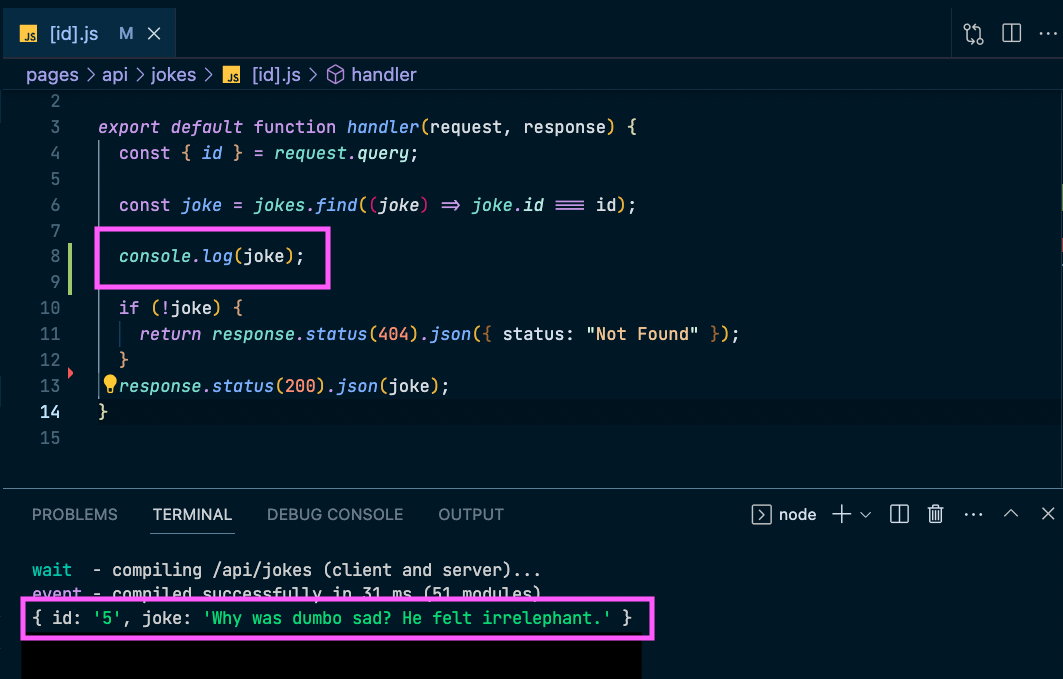 JS [id].js M
pages > api > jokes > JS [id].js > handler
2
3 export default function handler(request, response) {
4 const { id } = request.query;
5
6 const joke = jokes.find((joke) => joke.id === id);
7
8 console.log(joke);
9
10 if (!joke) {
11 return response.status(404).json({ status: "Not Found" });
12 }
13 response.status(200).json(joke);
14 }
15
PROBLEMS TERMINAL DEBUG CONSOLE OUTPUT node
wait - compiling /api/jokes (client and server)...
event - compiled successfully in 31 ms (51 modules)
{ id: '5', joke: 'Why was dumbo sad? He felt irrelephant.' }